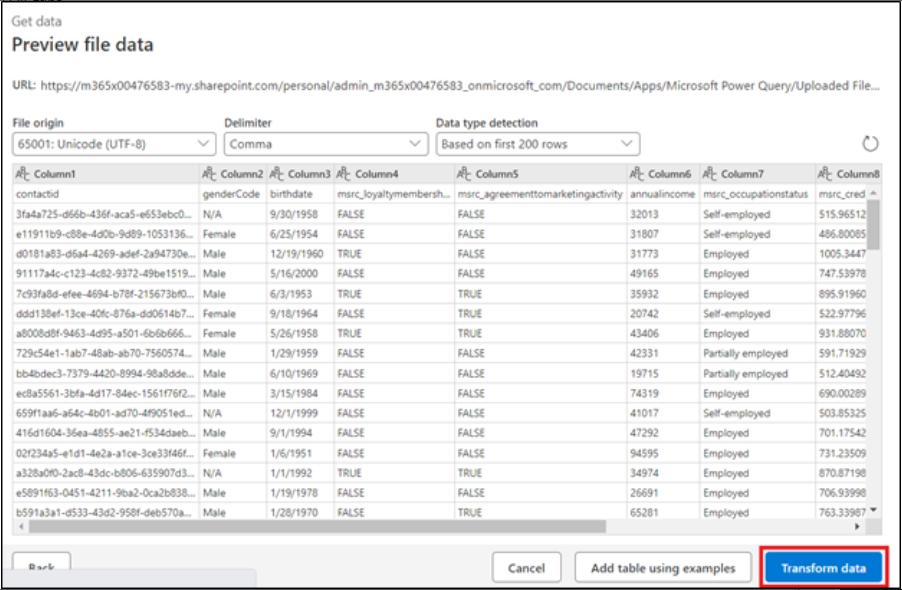 Get data
Preview file data
URL: https://m365x00476583-my.sharepoint.com/personal/admin_m365x00476583_onmicrosoft_com/Documents/Apps/Microsoft Power Query/Uploaded File...
File origin Delimiter Data type detection
65001: Unicode (UTF-8) Comma Based on first 200 rows
ABC Column1 ABC Column2 ABC Column3 ABC Column4 ABC Column5 ABC Column6 ABC Column7 ABC Column8
contactid genderCode birthdate msrc_loyaltymembersh... msrc_agreementtomarketingactivity annualincome msrc_occupationstatus msrc_cred
3fa4a725-d66b-436f-aca5-e653ebc0... N/A 9/30/1958 FALSE FALSE 32013 Self-employed 515.96512
e11911b9-c88e-4d0b-9d89-1053136... Female 6/25/1954 FALSE FALSE 31807 Self-employed 486.80085
d0181a83-d6a4-4269-adef-2a94730e... Male 12/19/1960 TRUE FALSE 31773 Employed 1005.3447
91117a4c-c123-4c82-9372-49be1519... Male 5/16/2000 FALSE FALSE 49165 Employed 747.53978
7c93fa8d-efee-4694-b78f-215673bf0... Male 6/3/1953 TRUE TRUE 35932 Employed 895.91960
ddd138ef-13ce-40fc-876a-dd0614b7... Female 9/18/1964 FALSE TRUE 20742 Self-employed 522.97796
a8008d8f-9463-4d95-a501-6b6b666... Female 5/26/1958 TRUE TRUE 43406 Employed 931.88070
729c54e1-1ab7-48ab-ab70-7560574... Male 1/29/1959 FALSE FALSE 42331 Partially employed 591.71929
bb4bdec3-7379-4420-8994-98a8dde... Male 6/10/1969 FALSE FALSE 19715 Partially employed 512.40492
ec8a5561-3bfa-4d17-84ec-1561f76f2... Male 3/15/1984 FALSE FALSE 74319 Employed 690.00289
659f1aa6-a64c-4b01-ad70-4f9051ed... N/A 12/1/1999 FALSE FALSE 41017 Self-employed 503.85325
416d1604-36ea-4855-ae21-f534daeb... Male 9/1/1994 FALSE FALSE 47292 Employed 701.17542
02f234a5-e1d1-4e2a-a1ce-3ce33f46f... Female 1/6/1951 FALSE FALSE 94595 Employed 731.23509
a328a0f0-2ac8-43dc-b806-635907d3... N/A 1/1/1992 TRUE TRUE 34974 Employed 870.87198
e5891f63-0451-4211-9ba2-0ca2b838... Male 1/19/1978 FALSE FALSE 26691 Employed 706.93998
b591a3a1-d533-43d2-958f-deb570a... Male 1/28/1970 FALSE TRUE 65281 Employed 763.33987
Back Cancel Add table using examples Transform data